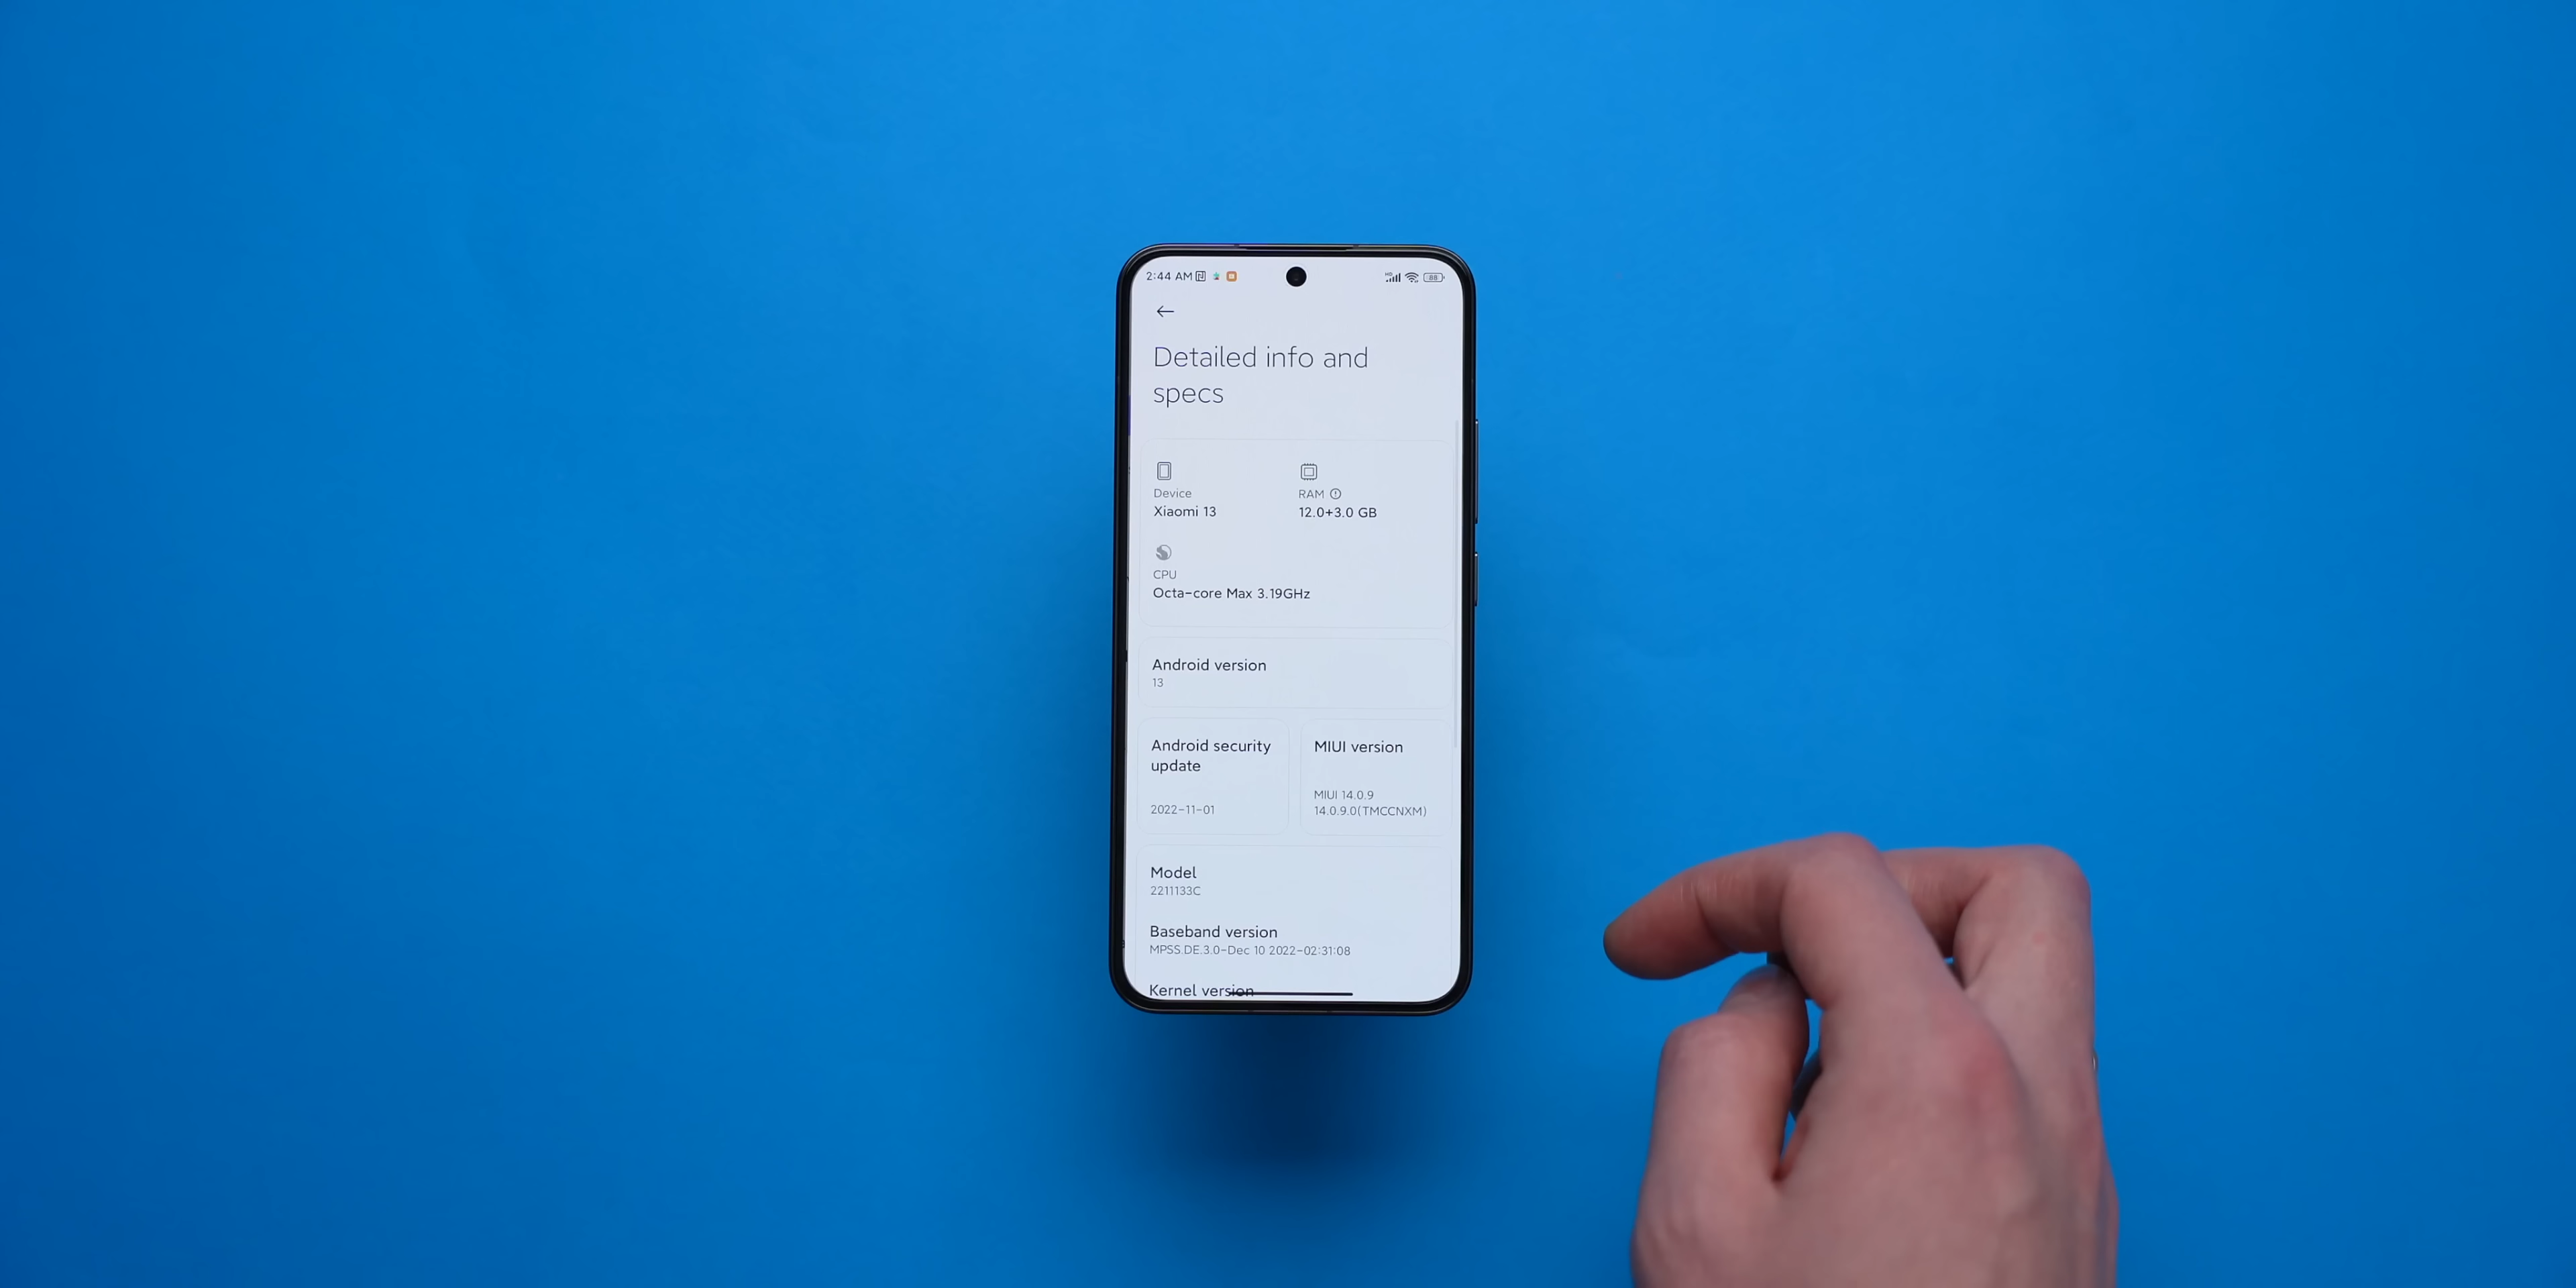 2:44 AM
88
Detailed info and
specs
Device
Xiaomi 13
RAM
12.0+3.0 GB
CPU
Octa-core Max 3.19GHz
Android version
13
Android security
update
2022-11-01
MIUI version
MIUI 14.0.9
14.0.9.0(TMCCNXM)
Model
2211133C
Baseband version
MPSS.DE.3.0-Dec 10 2022-02:31:08
Kernel version